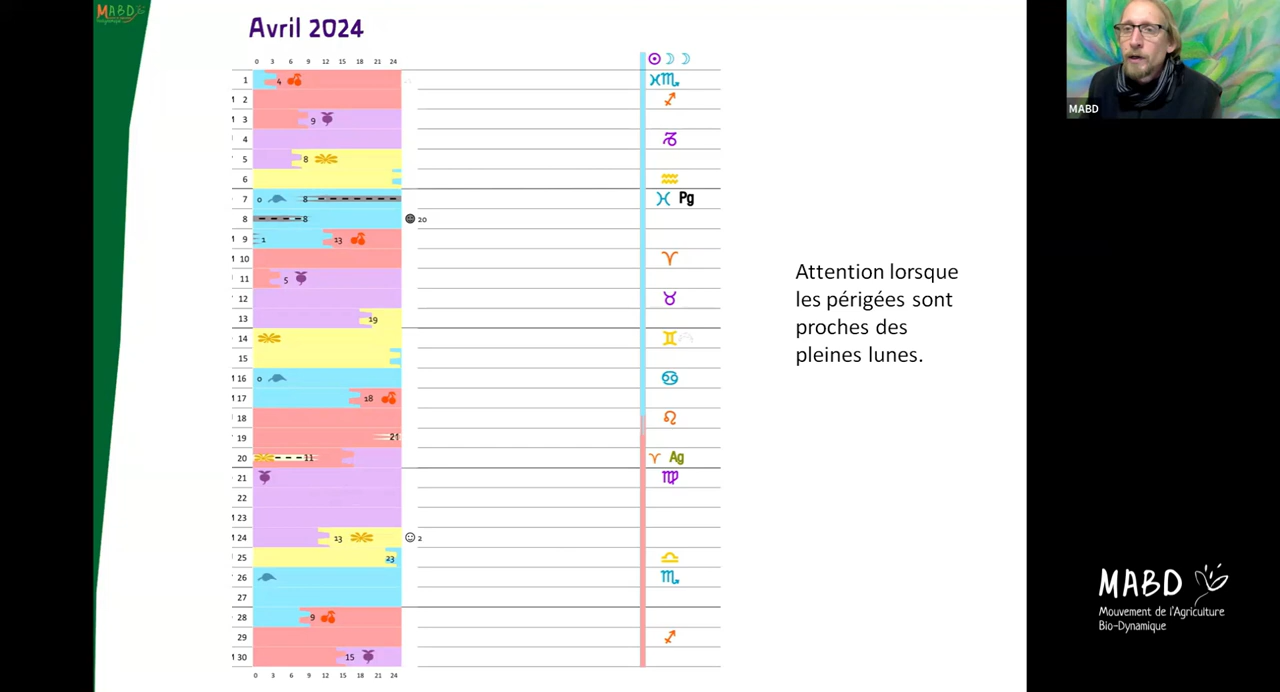 MABD
Avril 2024
0 3 6 9 12 15 18 21 24
1 4 ♓♏
2 ♐
3 9
4 ♑
5 8
6 ♒
7 0 8 ♓ Pg
8 8 20
9 1 13
10 ♈
11 5
12 ♉
13 19
14 ♊
15
16 0 ♋
17 18
18 ♌
19 21
20 11 ♈ Ag
21 ♍
22
23
24 13 2
25 23 ♎
26 ♏
27
28 9
29 ♐
30 15
0 3 6 9 12 15 18 21 24
Attention lorsque
les périgées sont
proches des
pleines lunes.
MABD
MABD
Mouvement de l'Agriculture
Bio-Dynamique